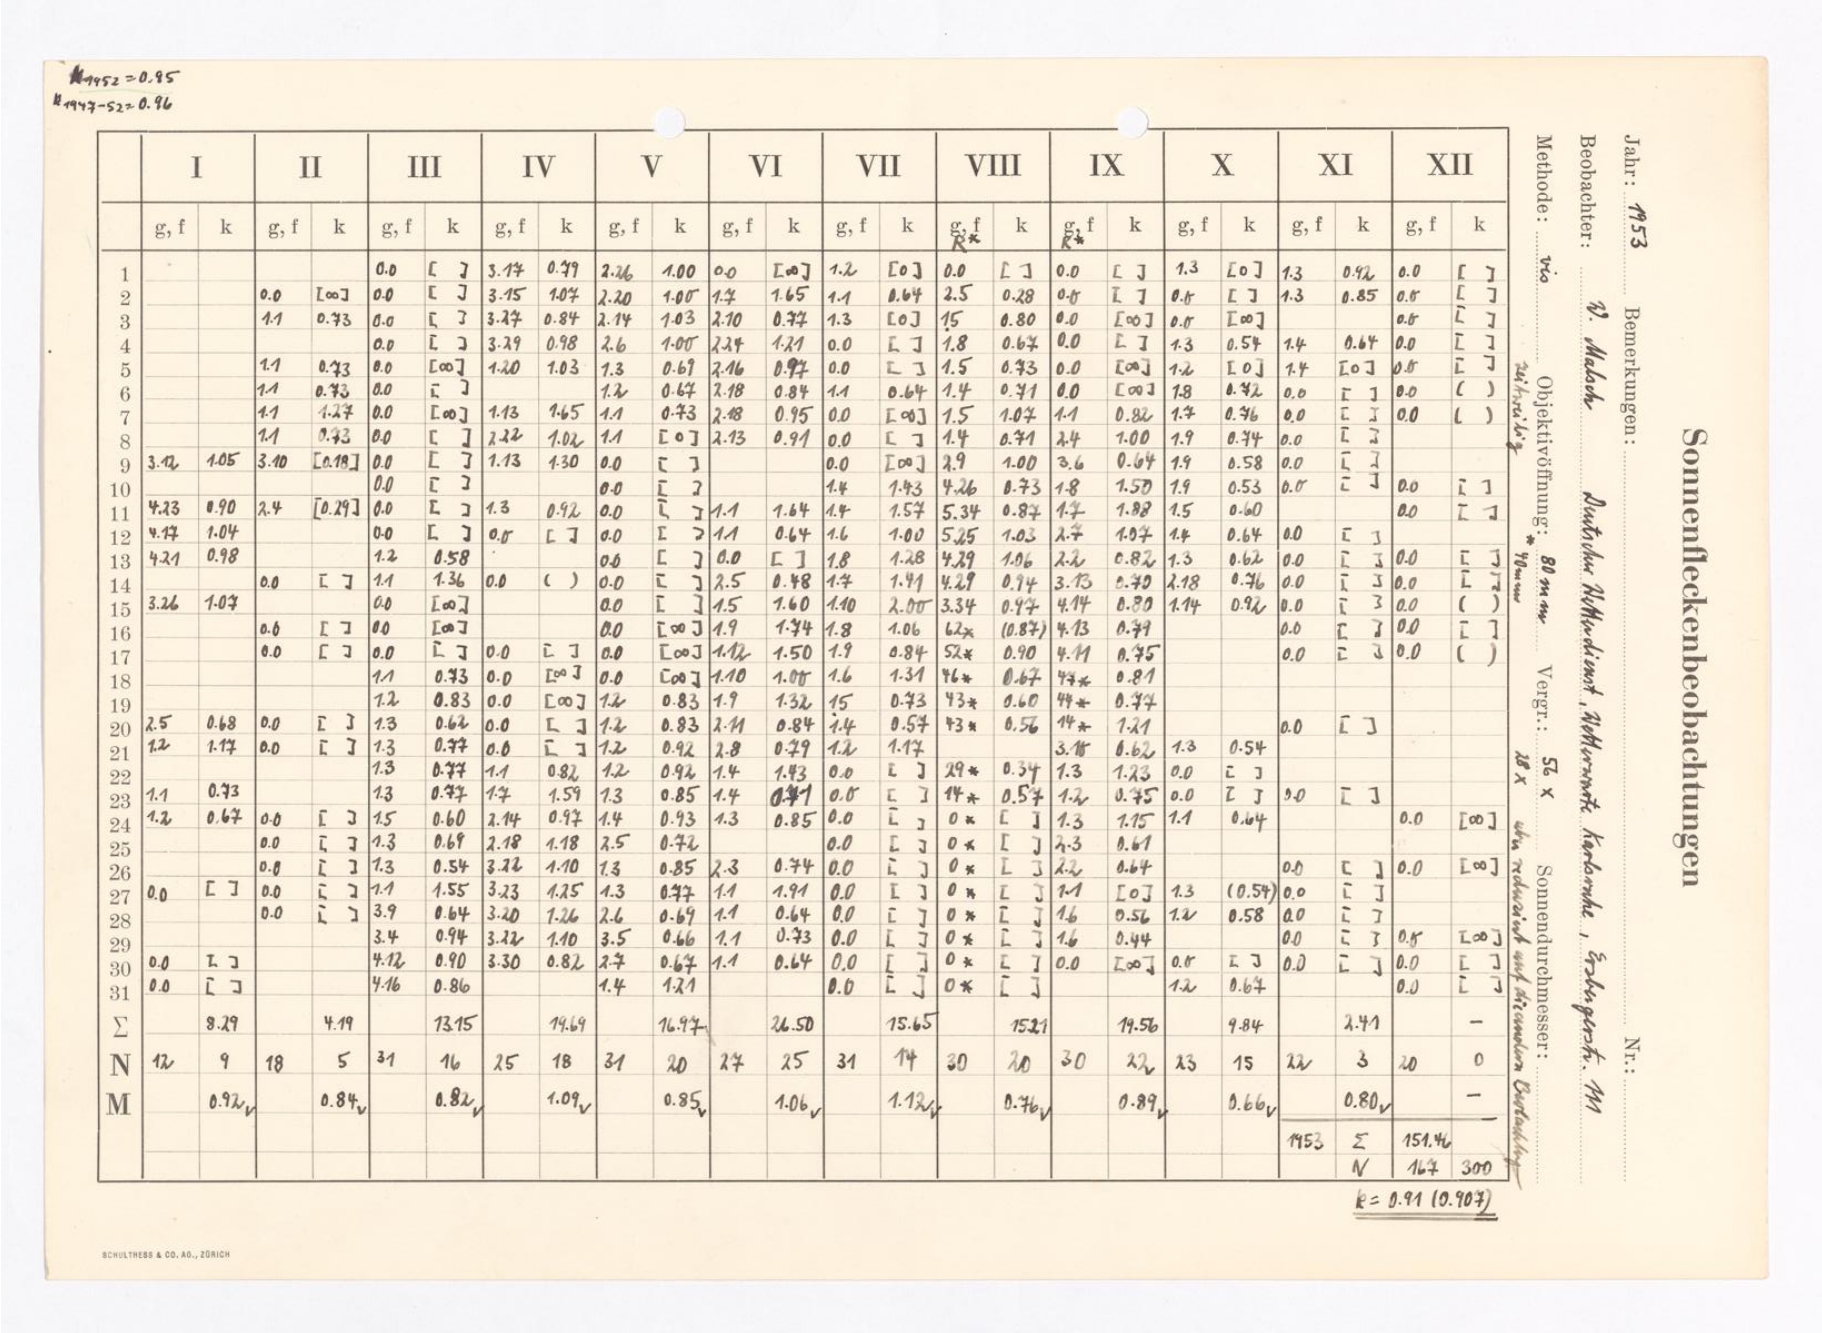 k1952 = 0.95
k1947-52 = 0.96
I II III IV V VI VII VIII IX X XI XII
g, f k g, f k g, f k g, f k g, f k g, f k g, f k g, f k g, f k g, f k g, f k g, f k
R* R*
1 0.0 [ ] 3.17 0.79 2.26 1.00 0.0 [∞] 1.2 [0] 0.0 [ ] 0.0 [ ] 1.3 [0] 1.3 0.92 0.0 [ ]
2 0.0 [∞] 0.0 [ ] 3.15 1.07 2.20 1.00 1.7 1.65 1.1 0.64 2.5 0.28 0.0 [ ] 0.0 [ ] 1.3 0.85 0.0 [ ]
3 1.1 0.73 0.0 [ ] 3.27 0.84 2.14 1.03 2.10 0.77 1.3 [0] 15 0.80 0.0 [∞] 0.0 [∞] 0.0 [ ]
4 0.0 [ ] 3.29 0.98 2.6 1.00 2.24 1.21 0.0 [ ] 1.8 0.67 0.0 [ ] 1.3 0.54 1.4 0.64 0.0 [ ]
5 1.1 0.73 0.0 [∞] 1.20 1.03 1.3 0.69 2.16 0.97 0.0 [ ] 1.5 0.73 0.0 [∞] 1.2 [0] 1.4 [0] 0.0 [ ]
6 1.1 0.73 0.0 [ ] 1.2 0.67 2.18 0.84 1.1 0.64 1.4 0.71 0.0 [∞] 1.8 0.72 0.0 [ ] 0.0 ( )
7 1.1 1.27 0.0 [∞] 1.13 1.65 1.1 0.73 2.18 0.95 0.0 [∞] 1.5 1.07 1.1 0.82 1.7 0.76 0.0 [ ] 0.0 ( )
8 1.1 0.73 0.0 [ ] 2.22 1.02 1.1 [0] 2.13 0.91 0.0 [ ] 1.4 0.71 2.4 1.00 1.9 0.74 0.0 [ ]
9 3.12 1.05 3.10 [0.18] 0.0 [ ] 1.13 1.30 0.0 [ ] 0.0 [∞] 2.9 1.00 3.6 0.64 1.9 0.58 0.0 [ ]
10 0.0 [ ] 0.0 [ ] 1.4 1.43 4.26 0.73 1.8 1.50 1.9 0.53 0.0 [ ] 0.0 [ ]
11 4.23 0.90 2.4 [0.29] 0.0 [ ] 1.3 0.92 0.0 [ ] 1.1 1.64 1.4 1.57 5.34 0.87 1.7 1.88 1.5 0.60 0.0 [ ]
12 4.17 1.04 0.0 [ ] 0.0 [ ] 0.0 [ ] 1.1 0.64 1.6 1.00 5.25 1.03 2.7 1.07 1.4 0.64 0.0 [ ]
13 4.21 0.98 1.2 0.58 0.0 [ ] 0.0 [ ] 1.8 1.28 4.29 1.06 2.2 0.82 1.3 0.62 0.0 [ ] 0.0 [ ]
14 0.0 [ ] 1.1 1.36 0.0 ( ) 0.0 [ ] 2.5 0.48 1.7 1.41 4.29 0.94 3.13 0.70 2.18 0.76 0.0 [ ] 0.0 [ ]
15 3.26 1.07 0.0 [∞] 0.0 [ ] 1.5 1.60 1.10 2.00 3.34 0.97 4.14 0.80 1.14 0.92 0.0 [ ] 0.0 ( )
16 0.0 [ ] 0.0 [∞] 0.0 [∞] 1.9 1.74 1.8 1.06 62* (0.87) 4.13 0.79 0.0 [ ] 0.0 [ ]
17 0.0 [ ] 0.0 [ ] 0.0 [ ] 0.0 [∞] 1.12 1.50 1.9 0.84 52* 0.90 4.11 0.75 0.0 [ ] 0.0 ( )
18 1.1 0.73 0.0 [∞] 0.0 [∞] 1.10 1.00 1.6 1.31 46* 0.67 47* 0.81
19 1.2 0.83 0.0 [∞] 1.2 0.83 1.9 1.32 15 0.73 43* 0.60 44* 0.77
20 2.5 0.68 0.0 [ ] 1.3 0.62 0.0 [ ] 1.2 0.83 2.11 0.84 1.4 0.57 43* 0.56 14* 1.21 0.0 [ ]
21 1.2 1.17 0.0 [ ] 1.3 0.77 0.0 [ ] 1.2 0.92 2.8 0.79 1.2 1.17 3.10 0.62 1.3 0.54
22 1.3 0.77 1.1 0.82 1.2 0.92 1.4 1.43 0.0 [ ] 29* 0.34 1.3 1.23 0.0 [ ]
23 1.1 0.73 1.3 0.77 1.7 1.59 1.3 0.85 1.4 0.71 0.0 [ ] 14* 0.57 1.2 0.75 0.0 [ ] 0.0 [ ]
24 1.2 0.67 0.0 [ ] 1.5 0.60 2.14 0.97 1.4 0.93 1.3 0.85 0.0 [ ] 0* [ ] 1.3 1.15 1.1 0.64 0.0 [∞]
25 0.0 [ ] 1.3 0.69 2.18 1.18 2.5 0.72 0.0 [ ] 0* [ ] 2.3 0.61
26 0.0 [ ] 1.3 0.54 3.22 1.10 1.3 0.85 2.3 0.74 0.0 [ ] 0* [ ] 2.2 0.64 0.0 [ ] 0.0 [∞]
27 0.0 [ ] 0.0 [ ] 1.1 1.55 3.23 1.25 1.3 0.77 1.1 1.91 0.0 [ ] 0* [ ] 1.1 [0] 1.3 (0.54) 0.0 [ ]
28 0.0 [ ] 3.9 0.64 3.20 1.26 2.6 0.69 1.1 0.64 0.0 [ ] 0* [ ] 1.6 0.56 1.2 0.58 0.0 [ ]
29 3.4 0.94 3.22 1.10 3.5 0.66 1.1 0.73 0.0 [ ] 0* [ ] 1.6 0.44 0.0 [ ] 0.0 [∞]
30 0.0 [ ] 4.12 0.90 3.30 0.82 2.7 0.67 1.1 0.64 0.0 [ ] 0* [ ] 0.0 [∞] 0.0 [ ] 0.0 [ ] 0.0 [ ]
31 0.0 [ ] 4.16 0.86 1.4 1.21 0.0 [ ] 0* [ ] 1.2 0.67 0.0 [ ]
Σ 8.29 4.19 13.15 19.69 16.97 26.50 15.65 15.21 19.56 9.84 2.41 –
N 12 9 18 5 31 16 25 18 31 20 27 25 31 14 30 20 30 22 23 15 22 3 20 0
M 0.92✓ 0.84✓ 0.82✓ 1.09✓ 0.85✓ 1.06✓ 1.12✓ 0.76✓ 0.89✓ 0.66✓ 0.80✓ –
1953 Σ 151.46
N 167 300
k = 0.91 (0.907)
SCHULTHESS & CO. AG., ZÜRICH
Sonnenfleckenbeobachtungen
Jahr: 1953 Bemerkungen: Nr.:
Beobachter: W. Malsch Deutscher Wetterdienst, Wetterwarte Karlsruhe, Erzbergerstr. 111
Methode: vis Objektivöffnung: 80 mm Vergr.: 56 x Sonnendurchmesser:
zeitweilig * 40mm 28 x aber reduziert auf die andern Beobachtg